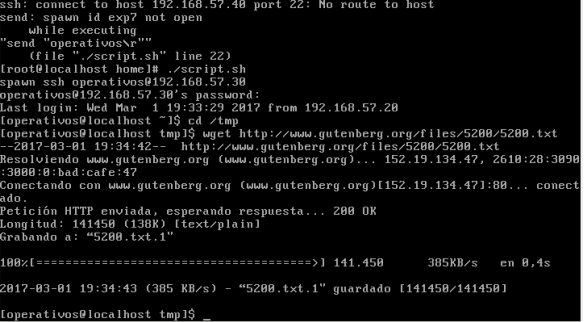 ssh: connect to host 192.168.57.40 port 22: No route to host
send: spawn id exp7 not open
    while executing
"send "operativos\r""
    (file "./script.sh" line 22)
[root@localhost home]# ./script.sh
spawn ssh operativos@192.168.57.30
operativos@192.168.57.30's password:
Last login: Wed Mar  1 19:33:29 2017 from 192.168.57.20
[operativos@localhost ~]$ cd /tmp
[operativos@localhost tmp]$ wget http://www.gutenberg.org/files/5200/5200.txt
--2017-03-01 19:34:42--  http://www.gutenberg.org/files/5200/5200.txt
Resolviendo www.gutenberg.org (www.gutenberg.org)... 152.19.134.47, 2610:28:3090
:3000:0:bad:cafe:47
Conectando con www.gutenberg.org (www.gutenberg.org)[152.19.134.47]:80... conect
ado.
Petición HTTP enviada, esperando respuesta... 200 OK
Longitud: 141450 (138K) [text/plain]
Grabando a: “5200.txt.1”
100%[======================================>] 141.450      385KB/s   en 0,4s
2017-03-01 19:34:43 (385 KB/s) - “5200.txt.1” guardado [141450/141450]
[operativos@localhost tmp]$ _